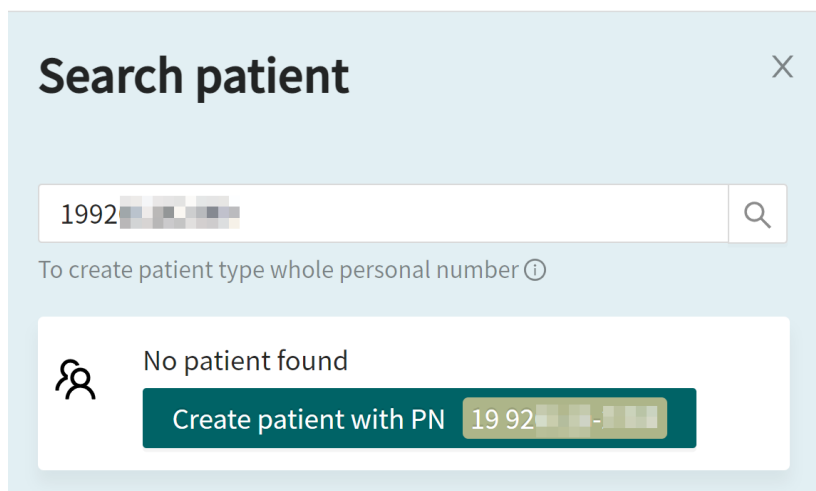 Search patient
X
1992
To create patient type whole personal number
No patient found
Create patient with PN 19 92 -